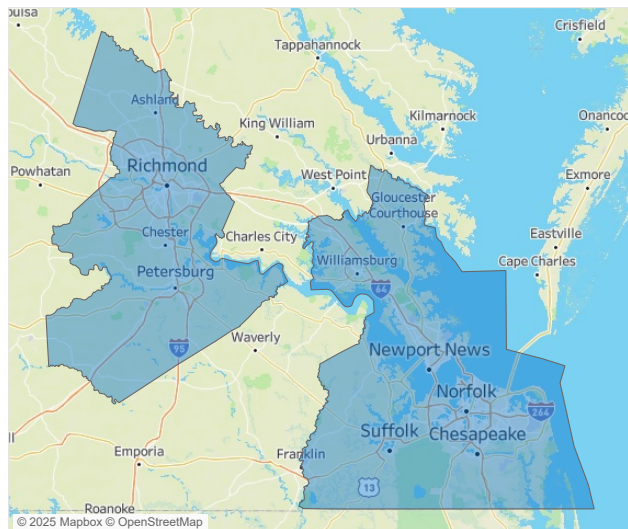 ouisa
Crisfield
Tappahannock
Ashland
King William
Kilmarnock
Onancoc
Urbanna
Richmond
Powhatan
West Point
Exmore
Gloucester
Courthouse
Chester
Charles City
Eastville
Williamsburg
Cape Charles
Petersburg
64
Waverly
95
Newport News
Norfolk
264
Suffolk
Chesapeake
Emporia
Franklin
13
Roanoke
© 2025 Mapbox © OpenStreetMap